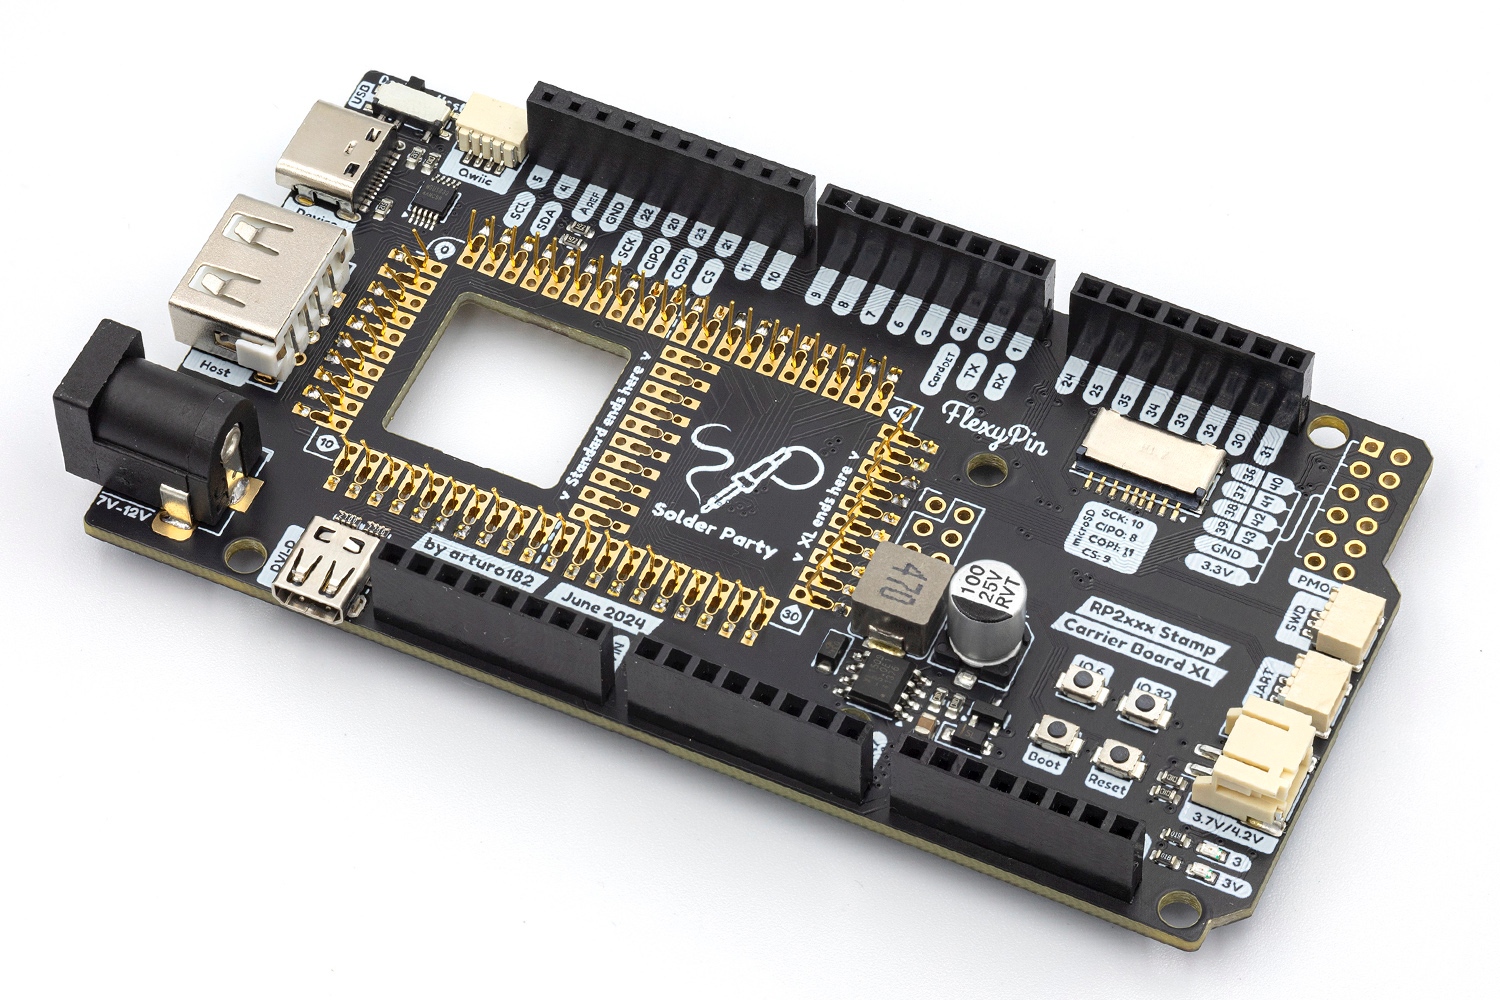 USB
Host
Qwiic
Device
Host
7V-12V
DVI-D
5
4
AREF
GND
22
20
23
21
11
10
SCL
SDA
SCK
CIPO
COPI
CS
9
8
7
6
3
2
0
1
CardDET
TX
RX
24
25
35
34
33
32
30
31
0
10
30
v Standard ends here v
v XL ends here v
Solder Party
FlexyPin
microSD
SCK: 10
CIPO: 8
COPI: 11
CS: 9
36
37
38
39
40
41
42
43
GND
3.3V
PMO
SWD
UART
by arturo182
June 2024
470
100
25V
RVT
RP2xxx Stamp
Carrier Board XL
IO 6
IO 32
Boot
Reset
3.7V/4.2V
3
3V